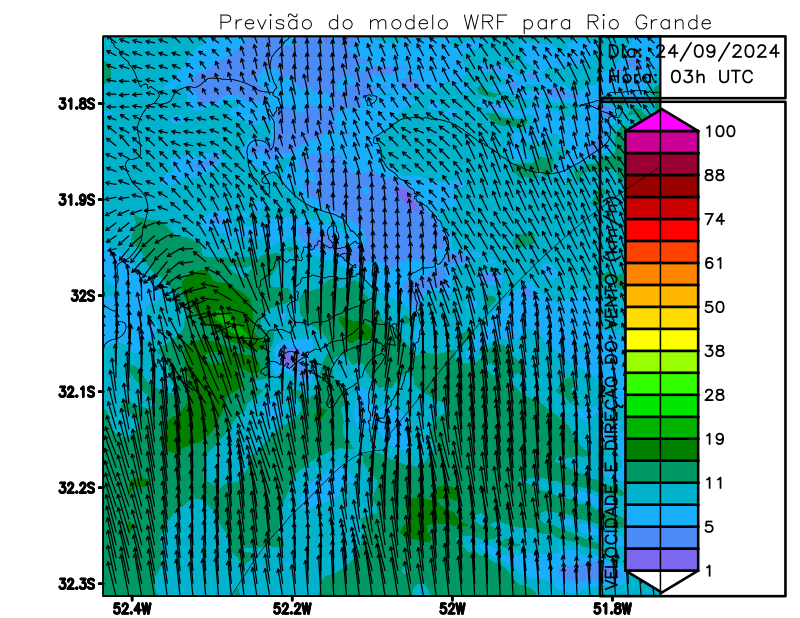 Previsão do modelo WRF para Rio Grande
Dia: 24/09/2024
Hora: 03h UTC
31.8S
31.9S
32S
32.1S
32.2S
32.3S
52.4W
52.2W
52W
51.8W
VELOCIDADE E DIREÇÃO DO VENTO (km/h)
100
88
74
61
50
38
28
19
11
5
1